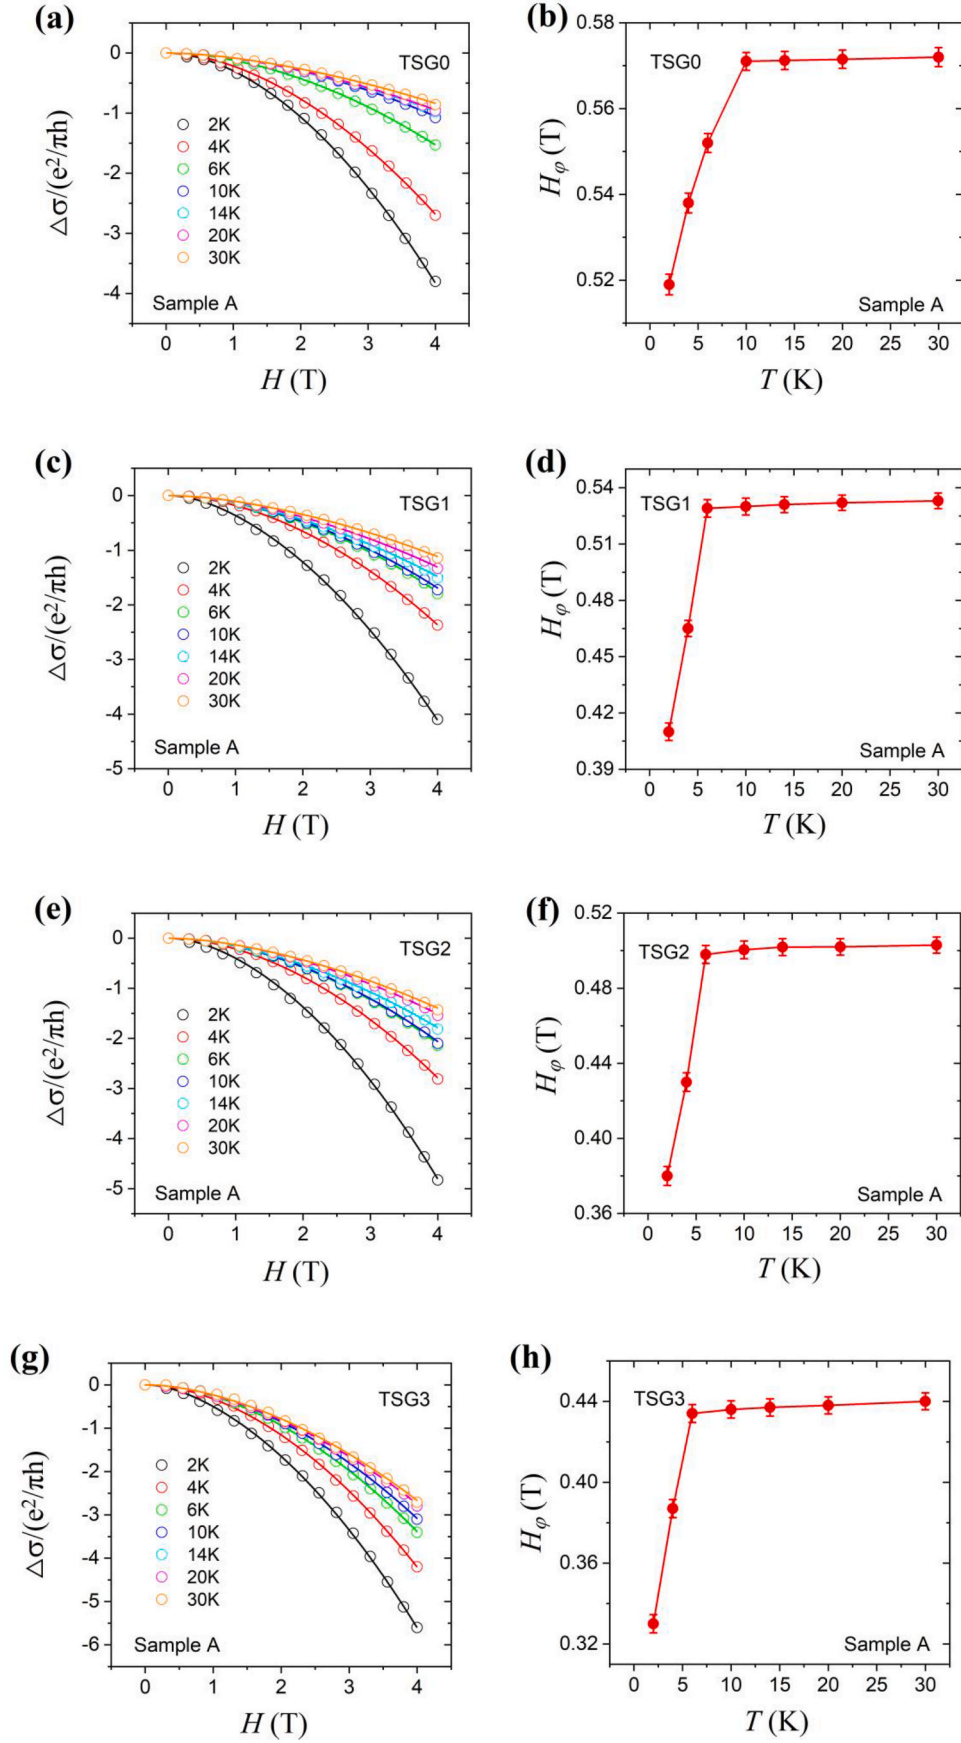 (a)
TSG0
Δσ/(e²/πh)
0
-1
-2
-3
-4
2K
4K
6K
10K
14K
20K
30K
Sample A
0 1 2 3 4
H (T)
(b)
TSG0
Hφ (T)
0.58
0.56
0.54
0.52
Sample A
0 5 10 15 20 25 30
T (K)
(c)
TSG1
Δσ/(e²/πh)
0
-1
-2
-3
-4
-5
2K
4K
6K
10K
14K
20K
30K
Sample A
0 1 2 3 4
H (T)
(d)
TSG1
Hφ (T)
0.54
0.51
0.48
0.45
0.42
0.39
Sample A
0 5 10 15 20 25 30
T (K)
(e)
TSG2
Δσ/(e²/πh)
0
-1
-2
-3
-4
-5
2K
4K
6K
10K
14K
20K
30K
Sample A
0 1 2 3 4
H (T)
(f)
TSG2
Hφ (T)
0.52
0.48
0.44
0.40
0.36
Sample A
0 5 10 15 20 25 30
T (K)
(g)
TSG3
Δσ/(e²/πh)
0
-1
-2
-3
-4
-5
-6
2K
4K
6K
10K
14K
20K
30K
Sample A
0 1 2 3 4
H (T)
(h)
TSG3
Hφ (T)
0.44
0.40
0.36
0.32
Sample A
0 5 10 15 20 25 30
T (K)